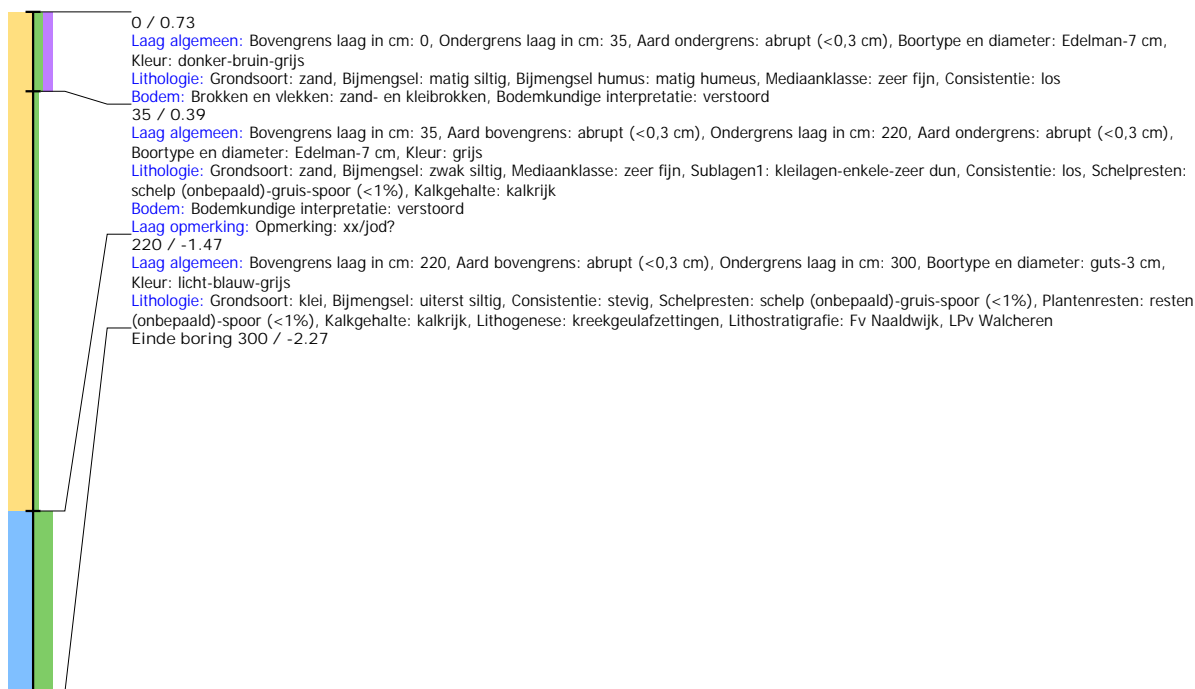 0 / 0.73
Laag algemeen: Bovengrens laag in cm: 0, Ondergrens laag in cm: 35, Aard ondergrens: abrupt (<0,3 cm), Boortype en diameter: Edelman-7 cm,
Kleur: donker-bruin-grijs
Lithologie: Grondsoort: zand, Bijmengsel: matig siltig, Bijmengsel humus: matig humeus, Mediaanklasse: zeer fijn, Consistentie: los
Bodem: Brokken en vlekken: zand- en kleibrokken, Bodemkundige interpretatie: verstoord
35 / 0.39
Laag algemeen: Bovengrens laag in cm: 35, Aard bovengrens: abrupt (<0,3 cm), Ondergrens laag in cm: 220, Aard ondergrens: abrupt (<0,3 cm),
Boortype en diameter: Edelman-7 cm, Kleur: grijs
Lithologie: Grondsoort: zand, Bijmengsel: zwak siltig, Mediaanklasse: zeer fijn, Sublagen1: kleilagen-enkele-zeer dun, Consistentie: los, Schelpresten:
schelp (onbepaald)-gruis-spoor (<1%), Kalkgehalte: kalkrijk
Bodem: Bodemkundige interpretatie: verstoord
Laag opmerking: Opmerking: xx/jod?
220 / -1.47
Laag algemeen: Bovengrens laag in cm: 220, Aard bovengrens: abrupt (<0,3 cm), Ondergrens laag in cm: 300, Boortype en diameter: guts-3 cm,
Kleur: licht-blauw-grijs
Lithologie: Grondsoort: klei, Bijmengsel: uiterst siltig, Consistentie: stevig, Schelpresten: schelp (onbepaald)-gruis-spoor (<1%), Plantenresten: resten
(onbepaald)-spoor (<1%), Kalkgehalte: kalkrijk, Lithogenese: kreekgeulafzettingen, Lithostratigrafie: Fv Naaldwijk, LPv Walcheren
Einde boring 300 / -2.27